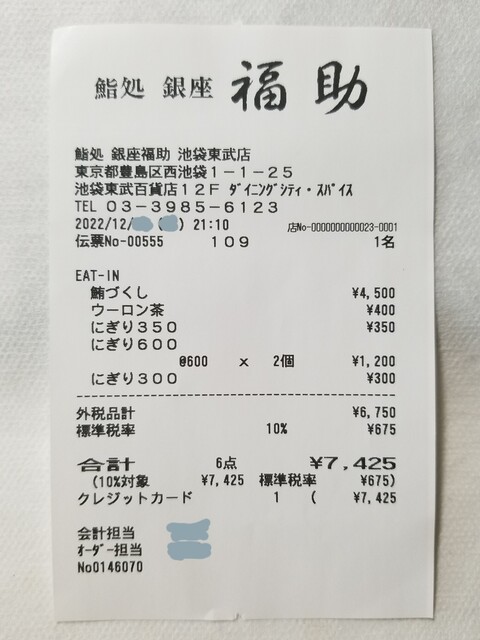 鮨処 銀座 福助
鮨処 銀座福助 池袋東武店
東京都豊島区西池袋１－１－２５
池袋東武百貨店１２Ｆ ﾀﾞｲﾆﾝｸﾞｼﾃｨ・ｽﾊﾟｲｽ
TEL ０３－３９８５－６１２３
2022/12/ ( ) 21:10 店No-0000000000023-0001
伝票No-00555 １０９ 1名
EAT-IN
鮪づくし ¥4,500
ウーロン茶 ¥400
にぎり３５０ ¥350
にぎり６００
@600 × 2個 ¥1,200
にぎり３００ ¥300
外税品計 ¥6,750
標準税率 10% ¥675
合計 6点 ¥7,425
(10%対象 ¥7,425 標準税率 ¥675)
クレジットカード 1 ( ¥7,425
会計担当
ｵｰﾀﾞｰ担当
No0146070